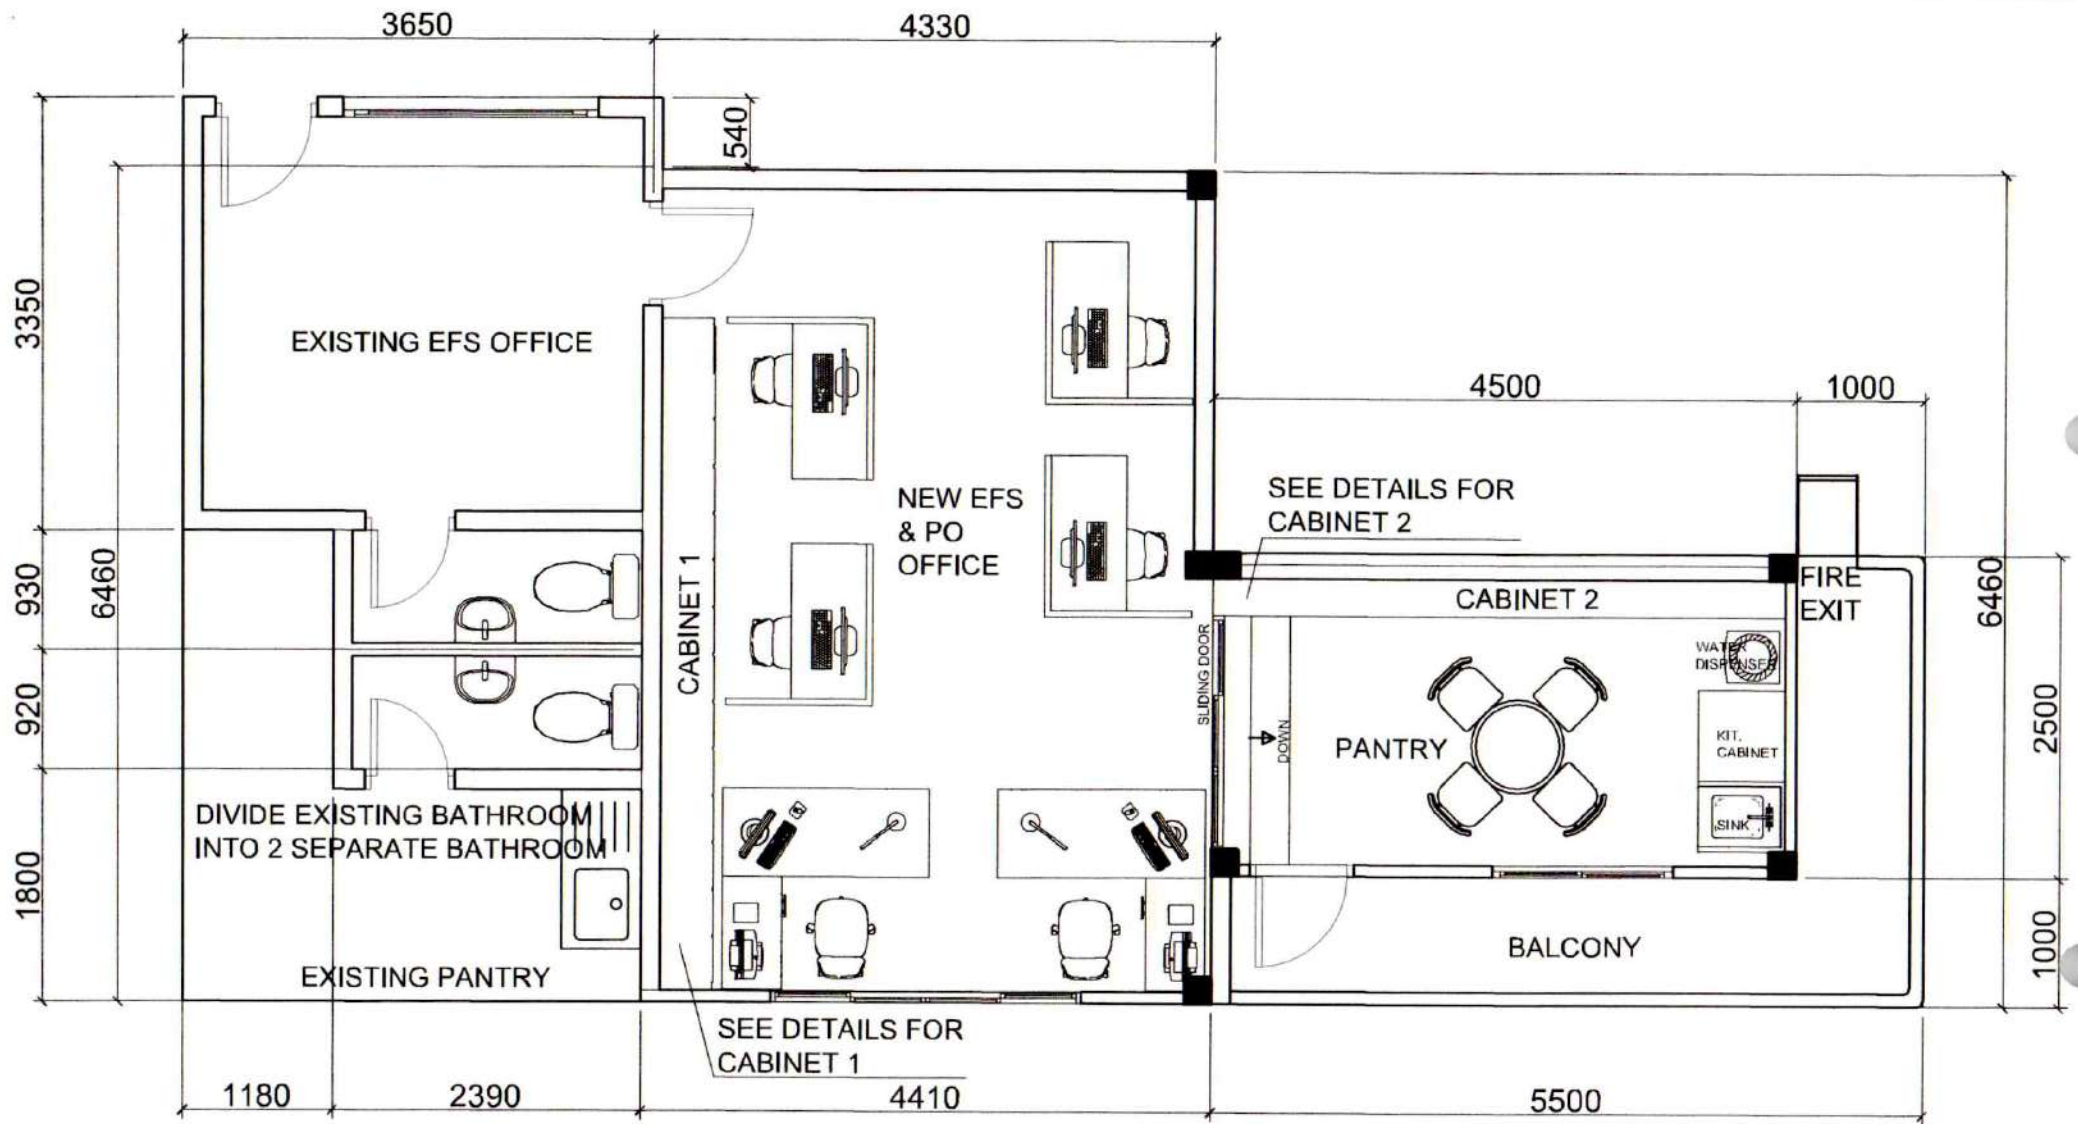 3650
4330
540
3350
6460
EXISTING EFS OFFICE
4500
1000
NEW EFS
& PO
OFFICE
SEE DETAILS FOR
CABINET 2
CABINET 1
CABINET 2
FIRE
EXIT
6460
930
920
SLIDING DOOR
WATER
DISPENSER
DOWN
PANTRY
KIT.
CABINET
SINK
2500
DIVIDE EXISTING BATHROOM
INTO 2 SEPARATE BATHROOM
1800
EXISTING PANTRY
BALCONY
1000
SEE DETAILS FOR
CABINET 1
1180
2390
4410
5500